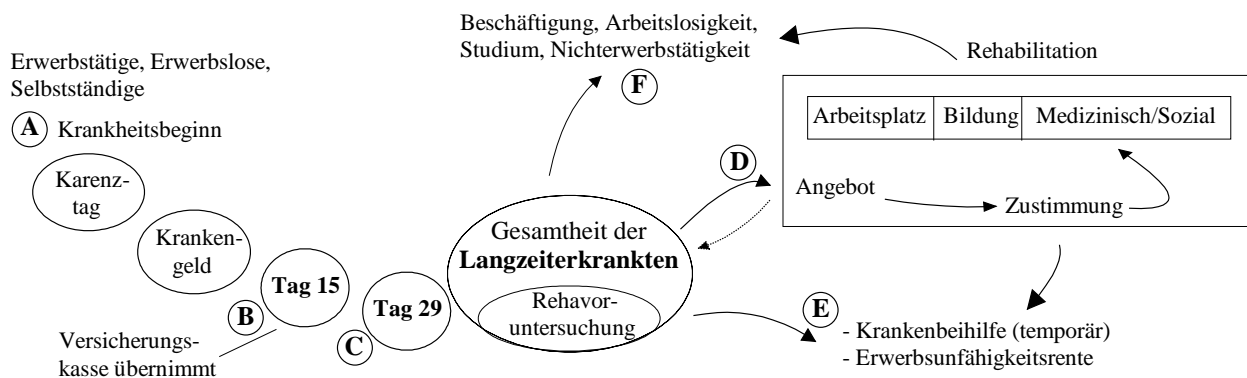 Beschäftigung, Arbeitslosigkeit,
Studium, Nichterwerbstätigkeit
F
Rehabilitation
Erwerbstätige, Erwerbslose,
Selbstständige
A Krankheitsbeginn
Arbeitsplatz Bildung Medizinisch/Sozial
D
Angebot
Zustimmung
Karenz-
tag
Kranken-
geld
Gesamtheit der
Langzeiterkrankten
Rehavor-
untersuchung
Tag 15
Tag 29
B
C
E
Versicherungs-
kasse übernimmt
- Krankenbeihilfe (temporär)
- Erwerbsunfähigkeitsrente